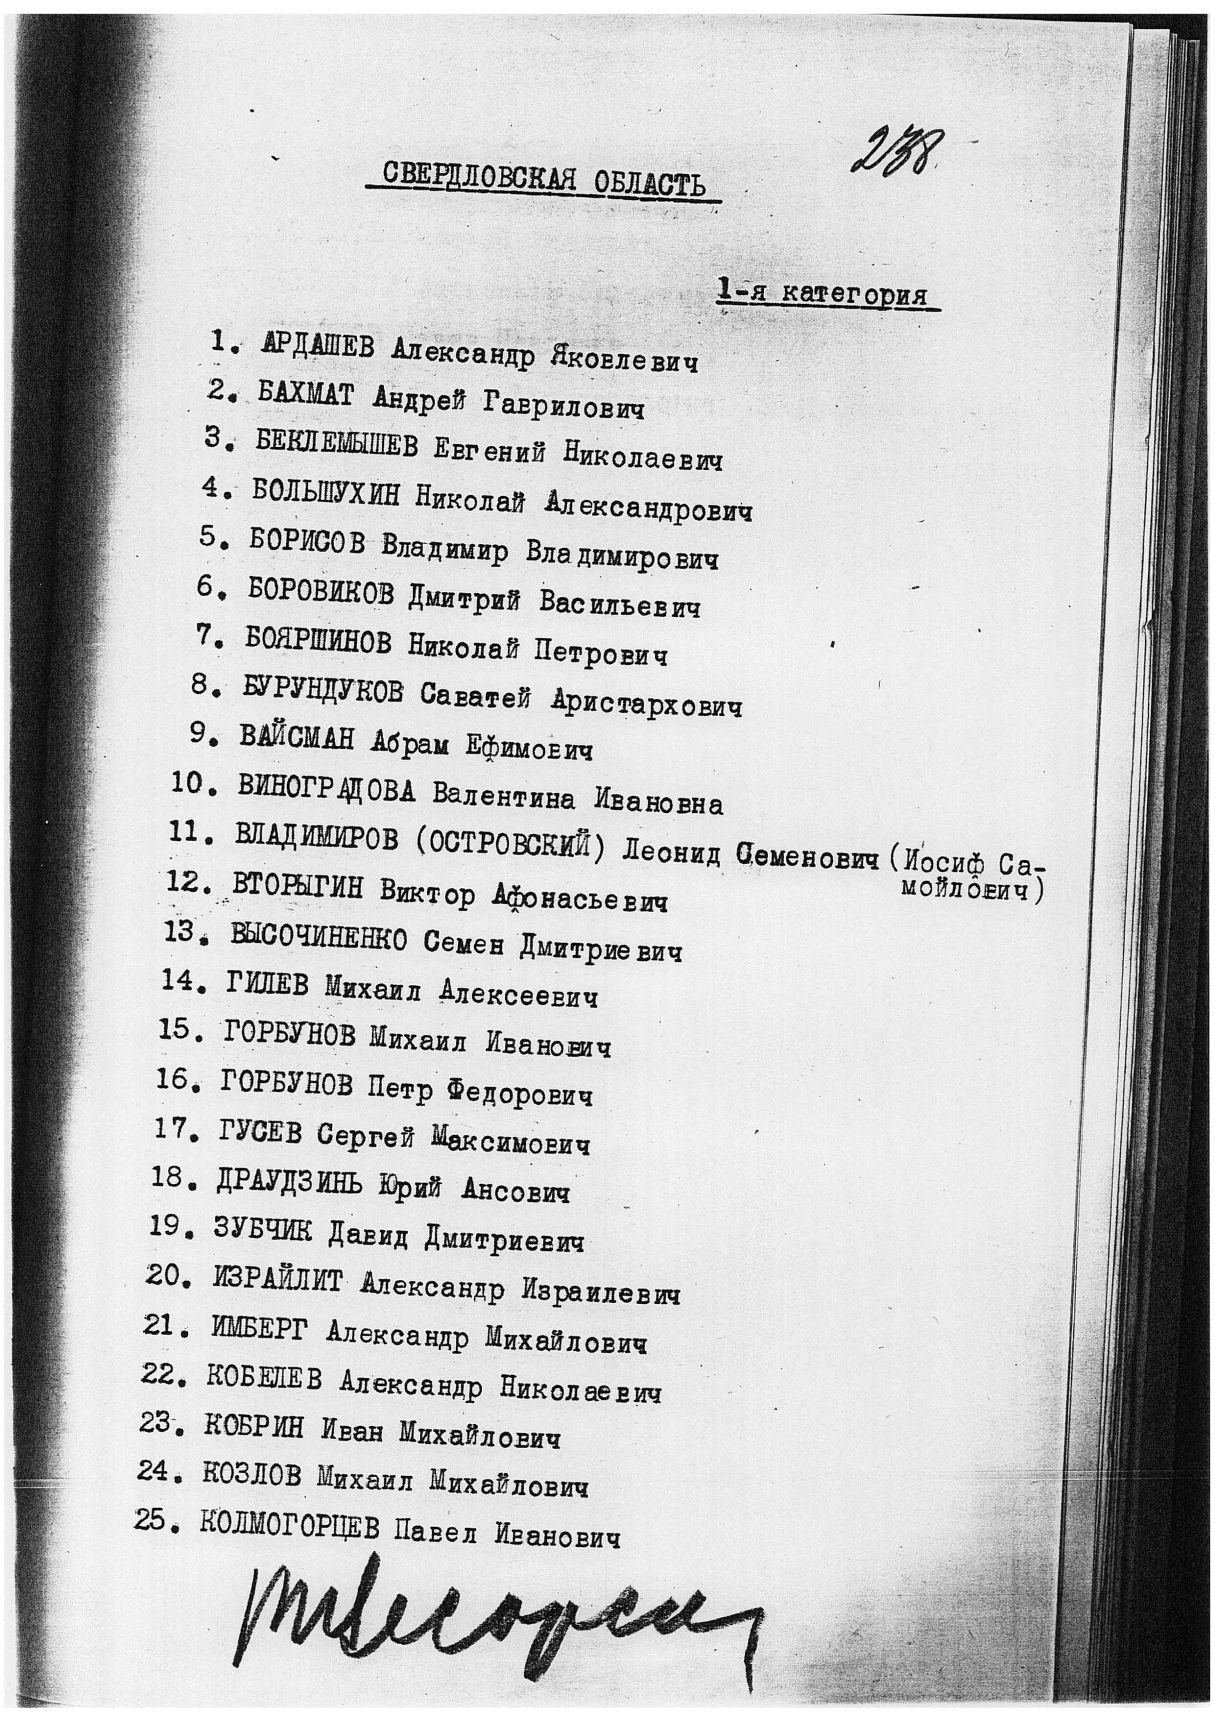 238
СВЕРДЛОВСКАЯ ОБЛАСТЬ
1-я категория
1. АРДАШЕВ Александр Яковлевич
2. БАХМАТ Андрей Гаврилович
3. БЕКЛЕМЫШЕВ Евгений Николаевич
4. БОЛЬШУХИН Николай Александрович
5. БОРИСОВ Владимир Владимирович
6. БОРОВИКОВ Дмитрий Васильевич
7. БОЯРШИНОВ Николай Петрович
8. БУРУНДУКОВ Саватей Аристархович
9. ВАЙСМАН Абрам Ефимович
10. ВИНОГРАДОВА Валентина Ивановна
11. ВЛАДИМИРОВ (ОСТРОВСКИЙ) Леонид Семенович (Иосиф Са-
мойлович)
12. ВТОРЫГИН Виктор Афонасьевич
13. ВЫСОЧИНЕНКО Семен Дмитриевич
14. ГИЛЕВ Михаил Алексеевич
15. ГОРБУНОВ Михаил Иванович
16. ГОРБУНОВ Петр Федорович
17. ГУСЕВ Сергей Максимович
18. ДРАУДЗИНЬ Юрий Ансович
19. ЗУБЧИК Давид Дмитриевич
20. ИЗРАЙЛИТ Александр Израилевич
21. ИМБЕРГ Александр Михайлович
22. КОБЕЛЕВ Александр Николаевич
23. КОБРИН Иван Михайлович
24. КОЗЛОВ Михаил Михайлович
25. КОЛМОГОРЦЕВ Павел Иванович